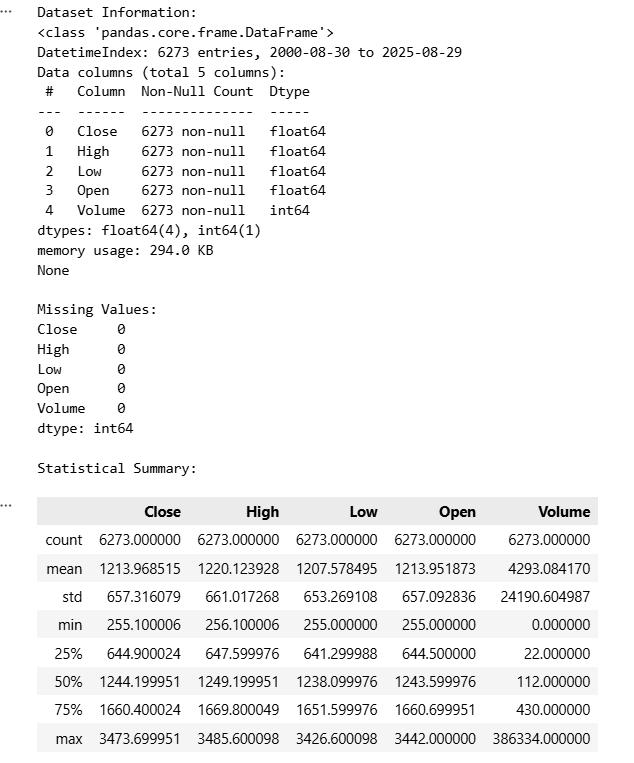 Dataset Information:
<class 'pandas.core.frame.DataFrame'>
DatetimeIndex: 6273 entries, 2000-08-30 to 2025-08-29
Data columns (total 5 columns):
 #   Column  Non-Null Count  Dtype
---  ------  --------------  -----
 0   Close   6273 non-null   float64
 1   High    6273 non-null   float64
 2   Low     6273 non-null   float64
 3   Open    6273 non-null   float64
 4   Volume  6273 non-null   int64
dtypes: float64(4), int64(1)
memory usage: 294.0 KB
None
Missing Values:
Close     0
High      0
Low       0
Open      0
Volume    0
dtype: int64
Statistical Summary:
Close High Low Open Volume
count 6273.000000 6273.000000 6273.000000 6273.000000 6273.000000
mean 1213.968515 1220.123928 1207.578495 1213.951873 4293.084170
std 657.316079 661.017268 653.269108 657.092836 24190.604987
min 255.100006 256.100006 255.000000 255.000000 0.000000
25% 644.900024 647.599976 641.299988 644.500000 22.000000
50% 1244.199951 1249.199951 1238.099976 1243.599976 112.000000
75% 1660.400024 1669.800049 1651.599976 1660.699951 430.000000
max 3473.699951 3485.600098 3426.600098 3442.000000 386334.000000